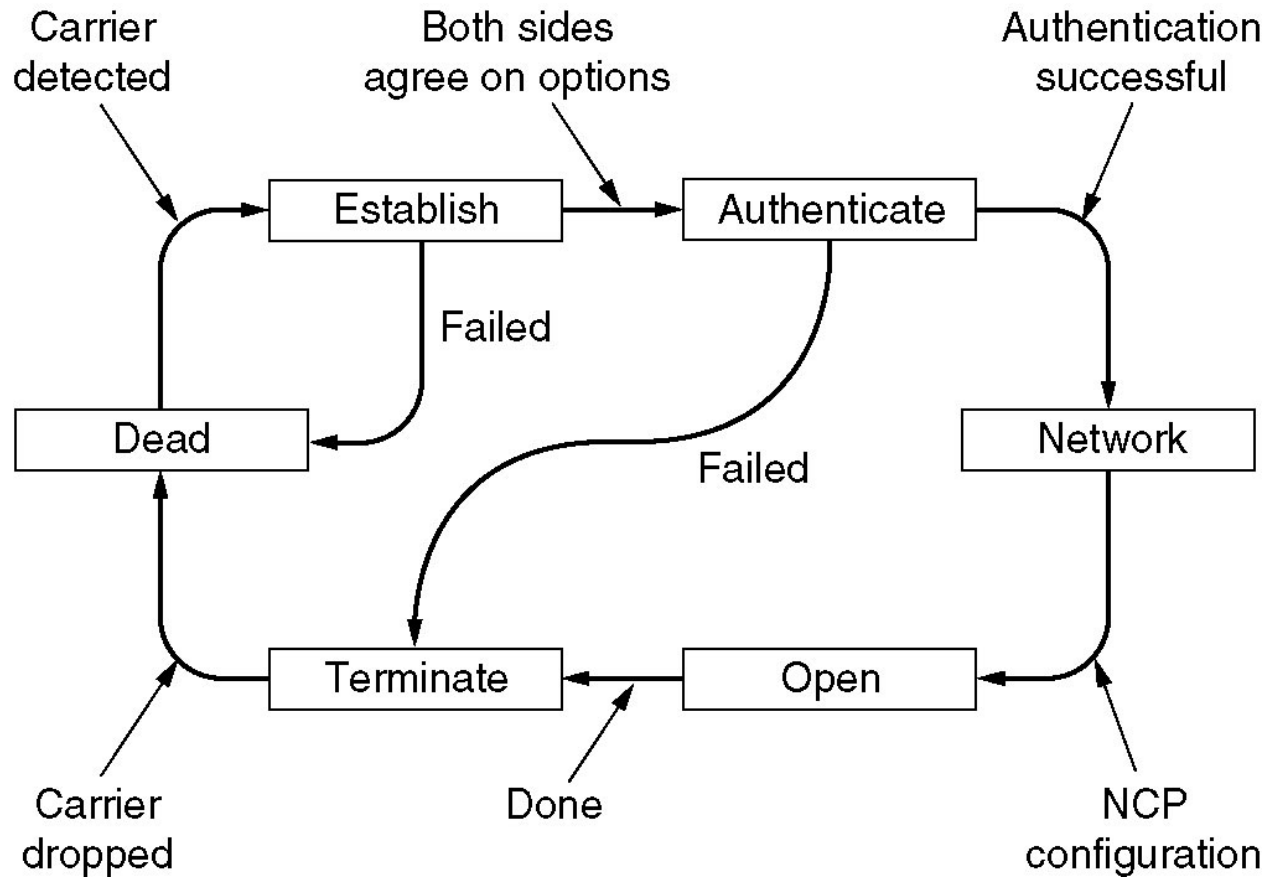 Carrier
detected
Both sides
agree on options
Authentication
successful
Establish
Authenticate
Failed
Dead
Network
Failed
Terminate
Open
Carrier
dropped
Done
NCP
configuration